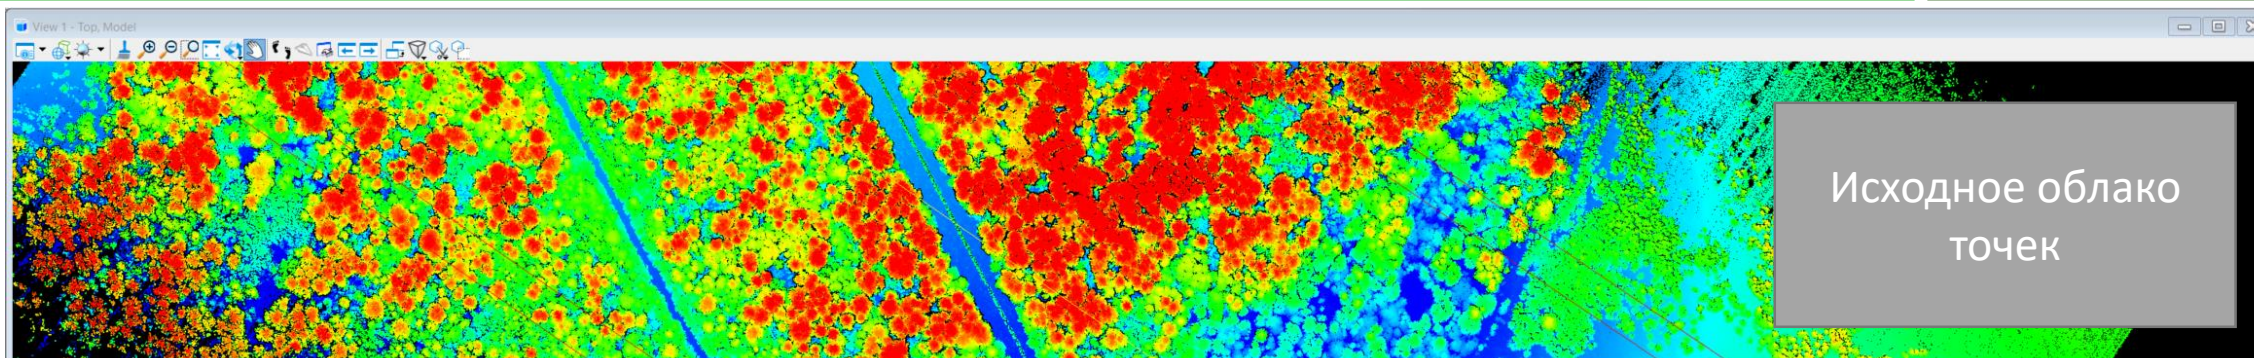 View 1 - Top, Model
Исходное облако
точек